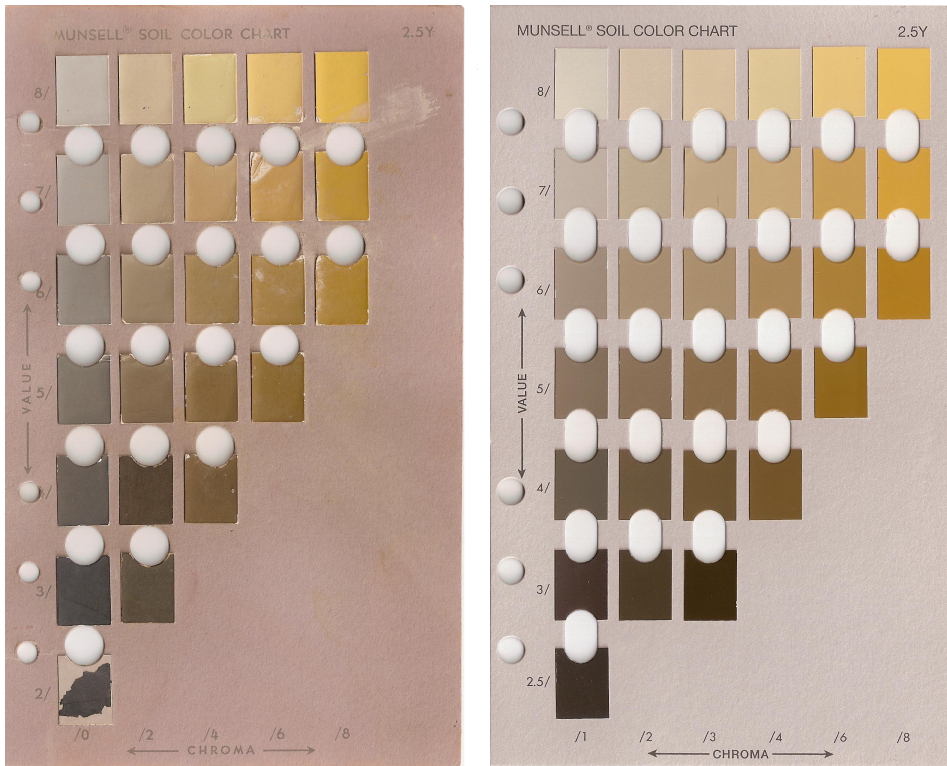 MUNSELL® SOIL COLOR CHART 2.5Y
8/
7/
6/
VALUE
5/
3/
2/
/0 /2 /4 /6 /8
CHROMA
MUNSELL® SOIL COLOR CHART 2.5Y
8/
7/
6/
VALUE
5/
4/
3/
2.5/
/1 /2 /3 /4 /6 /8
CHROMA